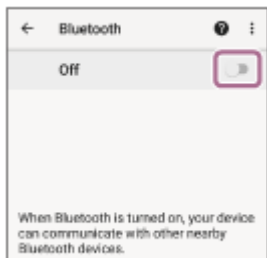 Bluetooth
Off
When Bluetooth is turned on, your device
can communicate with other nearby
Bluetooth devices.